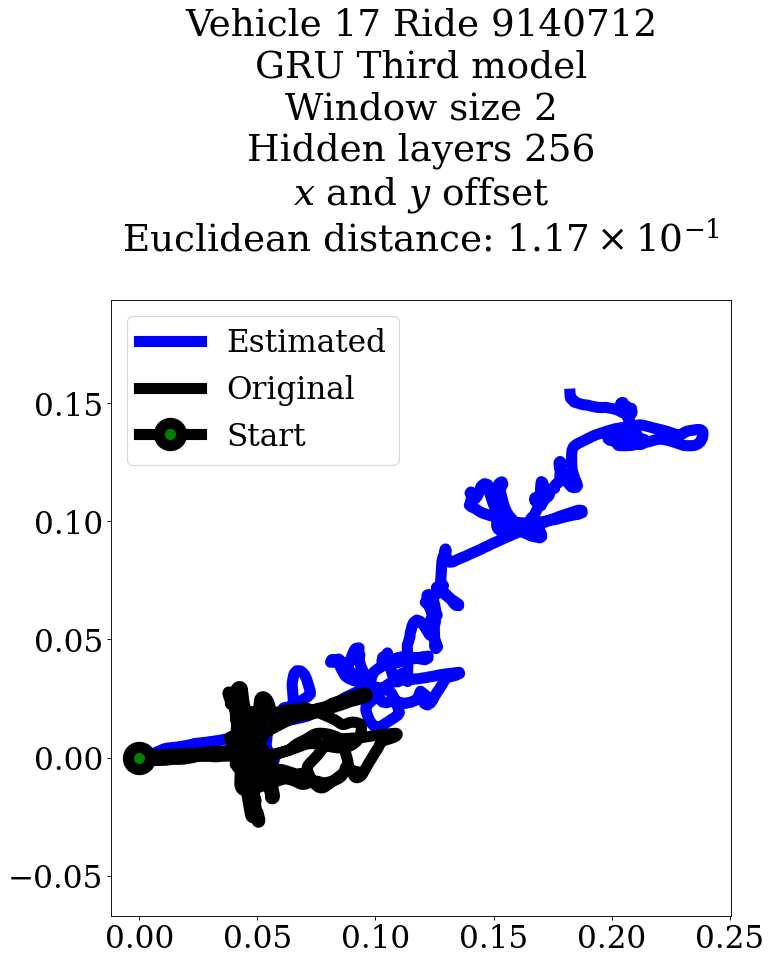 Vehicle 17 Ride 9140712
GRU Third model
Window size 2
Hidden layers 256
x and y offset
Euclidean distance: 1.17 × 10⁻¹
Estimated
Original
Start
0.15
0.10
0.05
0.00
−0.05
0.00 0.05 0.10 0.15 0.20 0.25